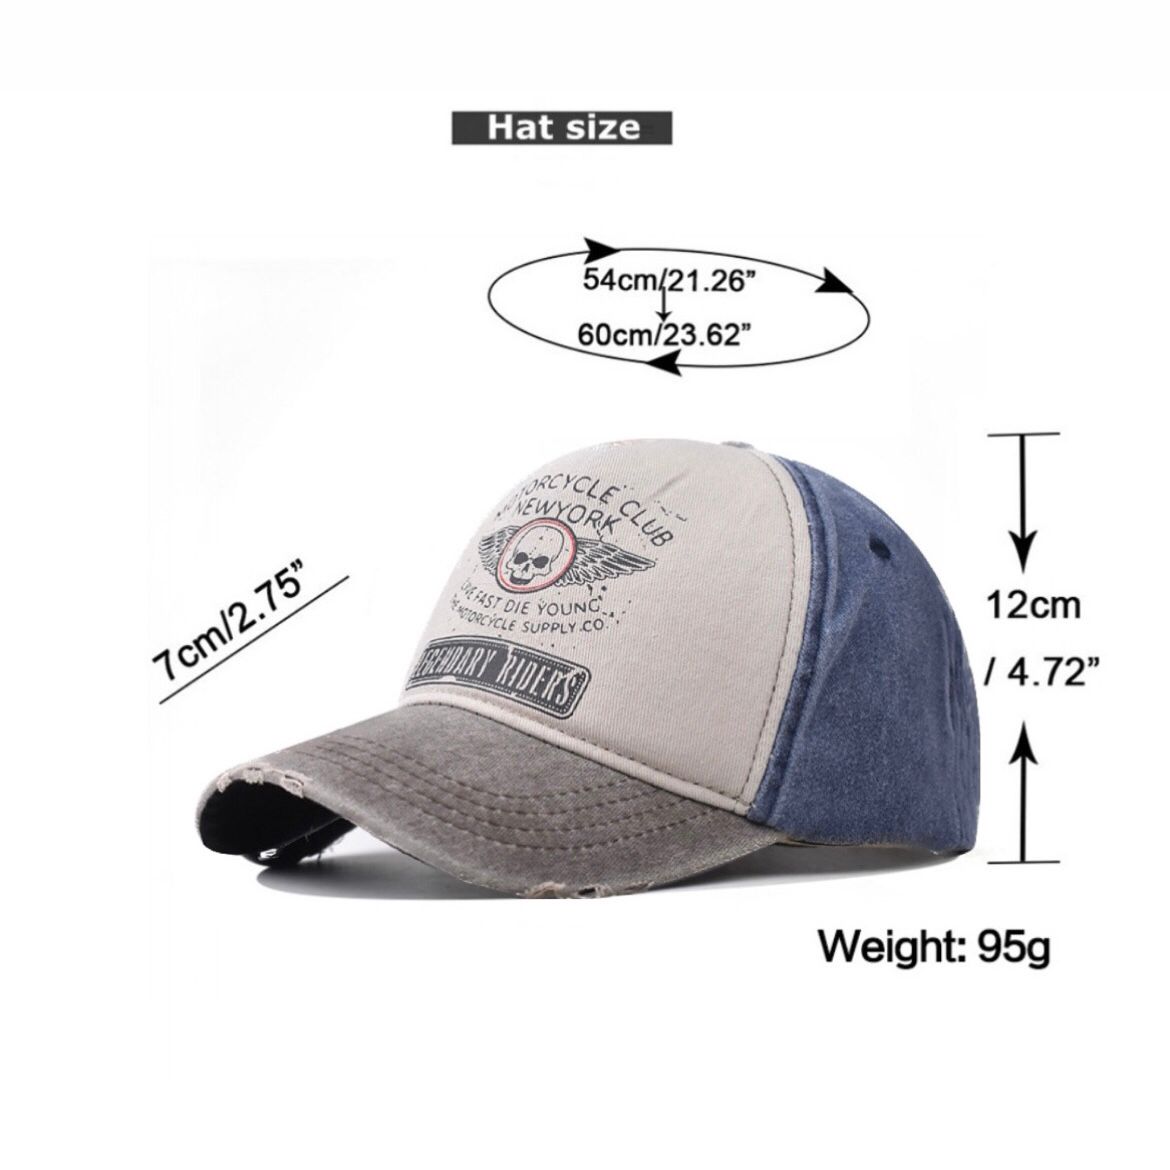 Hat size
54cm/21.26”
60cm/23.62”
7cm/2.75”
12cm
/ 4.72”
MOTORCYCLE CLUB
NEWYORK
LIVE FAST DIE YOUNG
THE MOTORCYCLE SUPPLY.CO.
LEGENDARY RIDERS
Weight: 95g